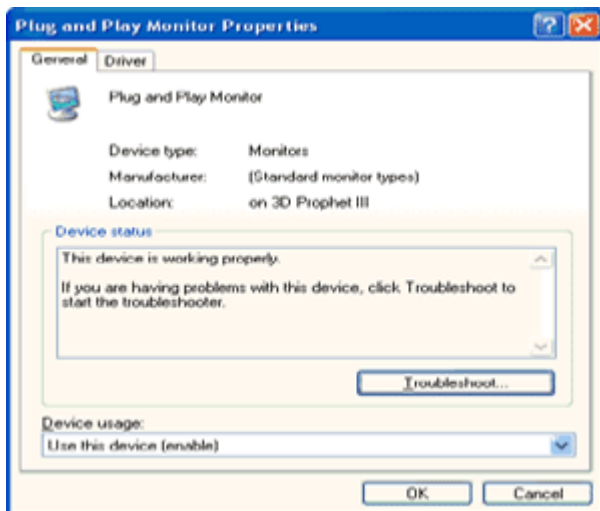 Plug and Play Monitor Properties
General Driver
Plug and Play Monitor
Device type: Monitors
Manufacturer: (Standard monitor types)
Location: on 3D Prophet III
Device status
This device is working properly.
If you are having problems with this device, click Troubleshoot to
start the troubleshooter.
Troubleshoot...
Device usage:
Use this device (enable)
OK Cancel